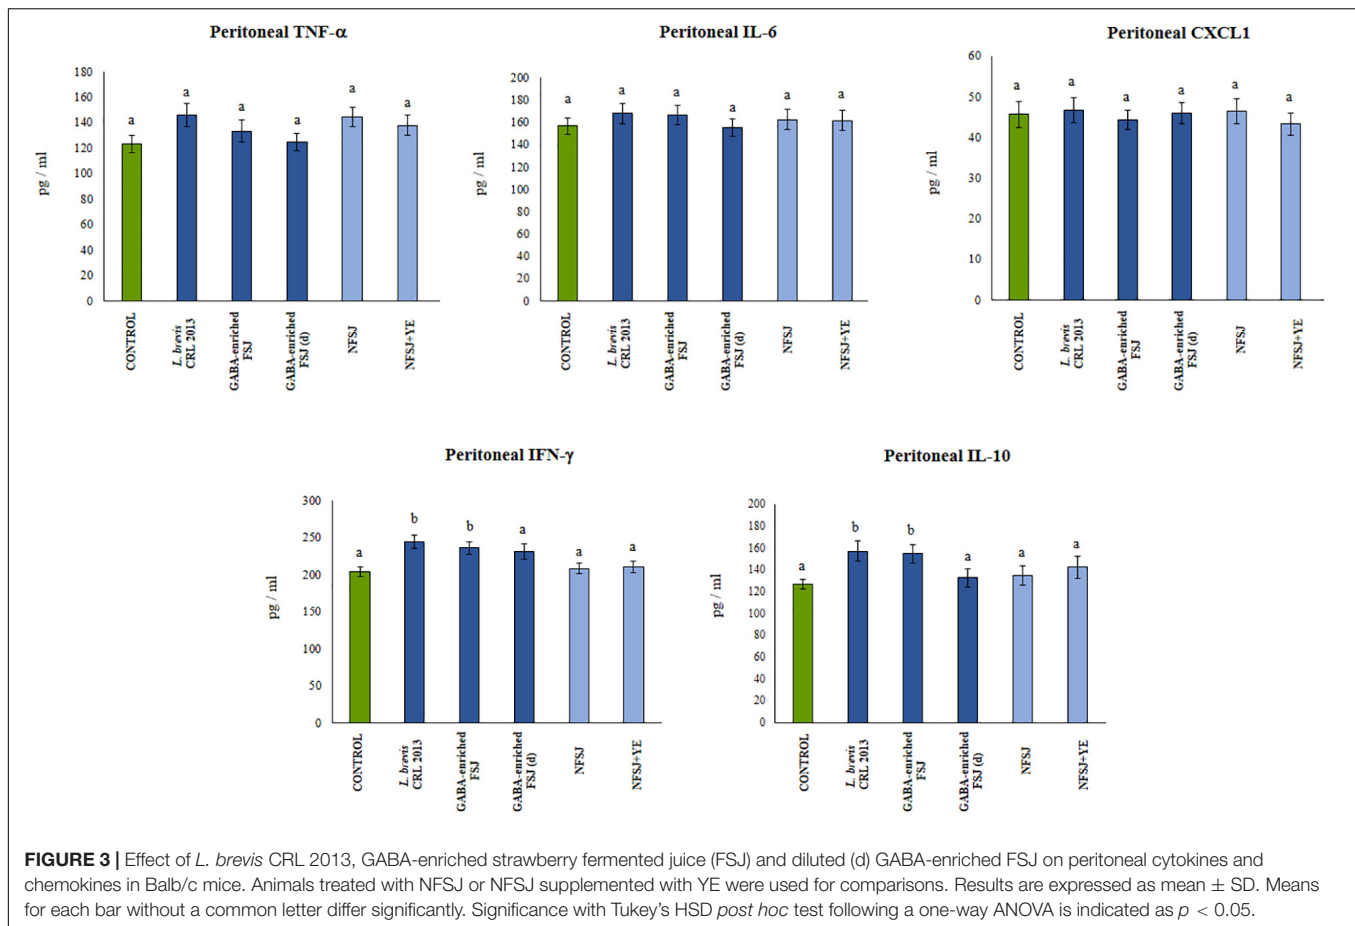 Peritoneal TNF-α
pg / ml
180
160
140
120
100
80
60
40
20
0
a
a
a
a
a
a
CONTROL
L. brevis
CRL 2013
GABA-enriched
FSJ
GABA-enriched
FSJ (d)
NFSJ
NFSJ+YE
Peritoneal IL-6
pg / ml
200
180
160
140
120
100
80
60
40
20
0
a
a
a
a
a
a
CONTROL
L. brevis
CRL 2013
GABA-enriched
FSJ
GABA-enriched
FSJ (d)
NFSJ
NFSJ+YE
Peritoneal CXCL1
pg / ml
60
50
40
30
20
10
0
a
a
a
a
a
a
CONTROL
L. brevis
CRL 2013
GABA-enriched
FSJ
GABA-enriched
FSJ (d)
NFSJ
NFSJ+YE
Peritoneal IFN-γ
pg / ml
300
250
200
150
100
50
0
a
b
b
a
a
a
CONTROL
L. brevis
CRL 2013
GABA-enriched
FSJ
GABA-enriched
FSJ (d)
NFSJ
NFSJ+YE
Peritoneal IL-10
pg / ml
200
180
160
140
120
100
80
60
40
20
0
a
b
b
a
a
a
CONTROL
L. brevis
CRL 2013
GABA-enriched
FSJ
GABA-enriched
FSJ (d)
NFSJ
NFSJ+YE
FIGURE 3 | Effect of L. brevis CRL 2013, GABA-enriched strawberry fermented juice (FSJ) and diluted (d) GABA-enriched FSJ on peritoneal cytokines and
chemokines in Balb/c mice. Animals treated with NFSJ or NFSJ supplemented with YE were used for comparisons. Results are expressed as mean ± SD. Means
for each bar without a common letter differ significantly. Significance with Tukey's HSD post hoc test following a one-way ANOVA is indicated as p < 0.05.